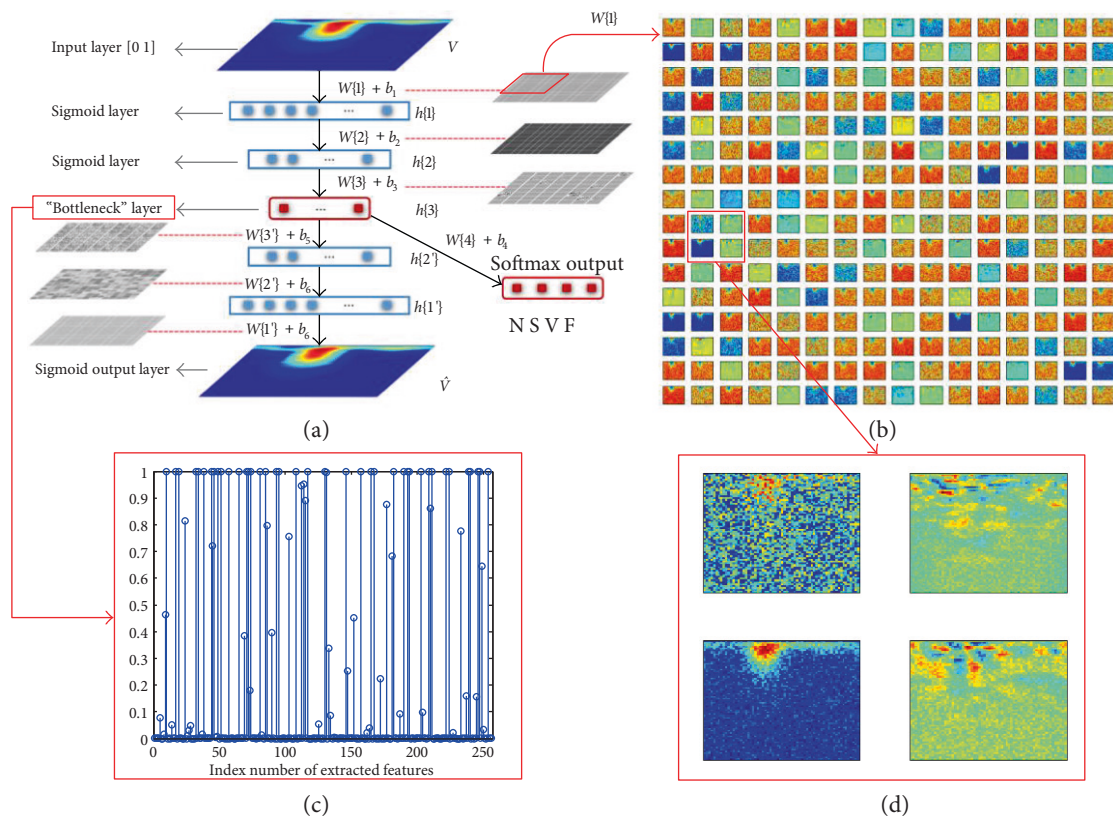 Input layer [0 1]
V
W{1}
W{1} + b1
Sigmoid layer
h{1}
W{2} + b2
Sigmoid layer
h{2}
W{3} + b3
"Bottleneck" layer
h{3}
W{3'} + b5
W{4} + b4
h{2'}
Softmax output
W{2'} + b6
h{1'}
N S V F
W{1'} + b6
Sigmoid output layer
V̂
(a)
(b)
1
0.9
0.8
0.7
0.6
0.5
0.4
0.3
0.2
0.1
0
0
50
100
150
200
250
Index number of extracted features
(c)
(d)